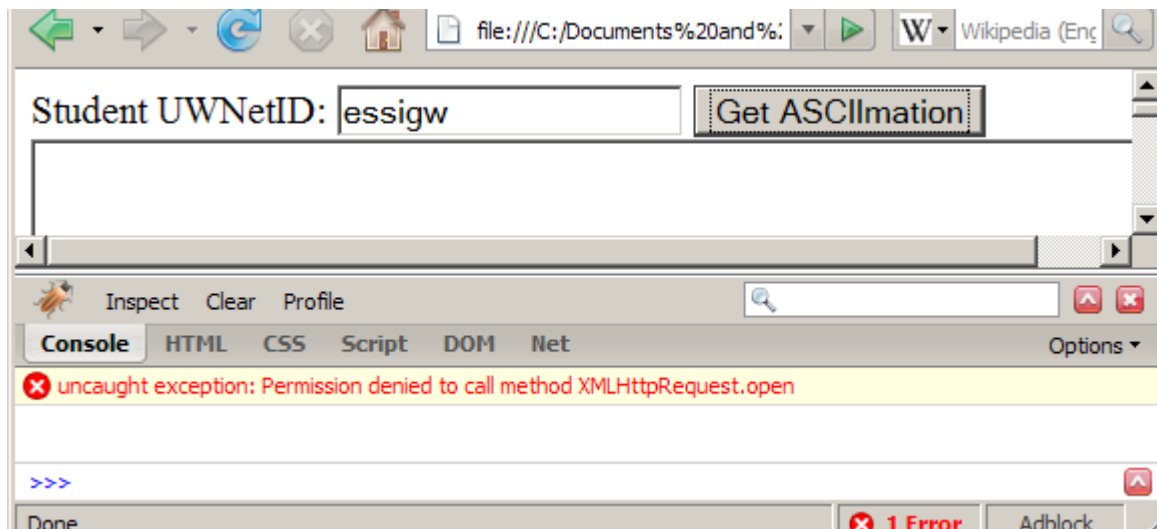 file:///C:/Documents%20and%: W Wikipedia (Eng
Student UWNetID: essigw Get ASCIImation
Inspect Clear Profile
Console HTML CSS Script DOM Net Options
uncaught exception: Permission denied to call method XMLHttpRequest.open
>>>
Done 1 Error Adblock